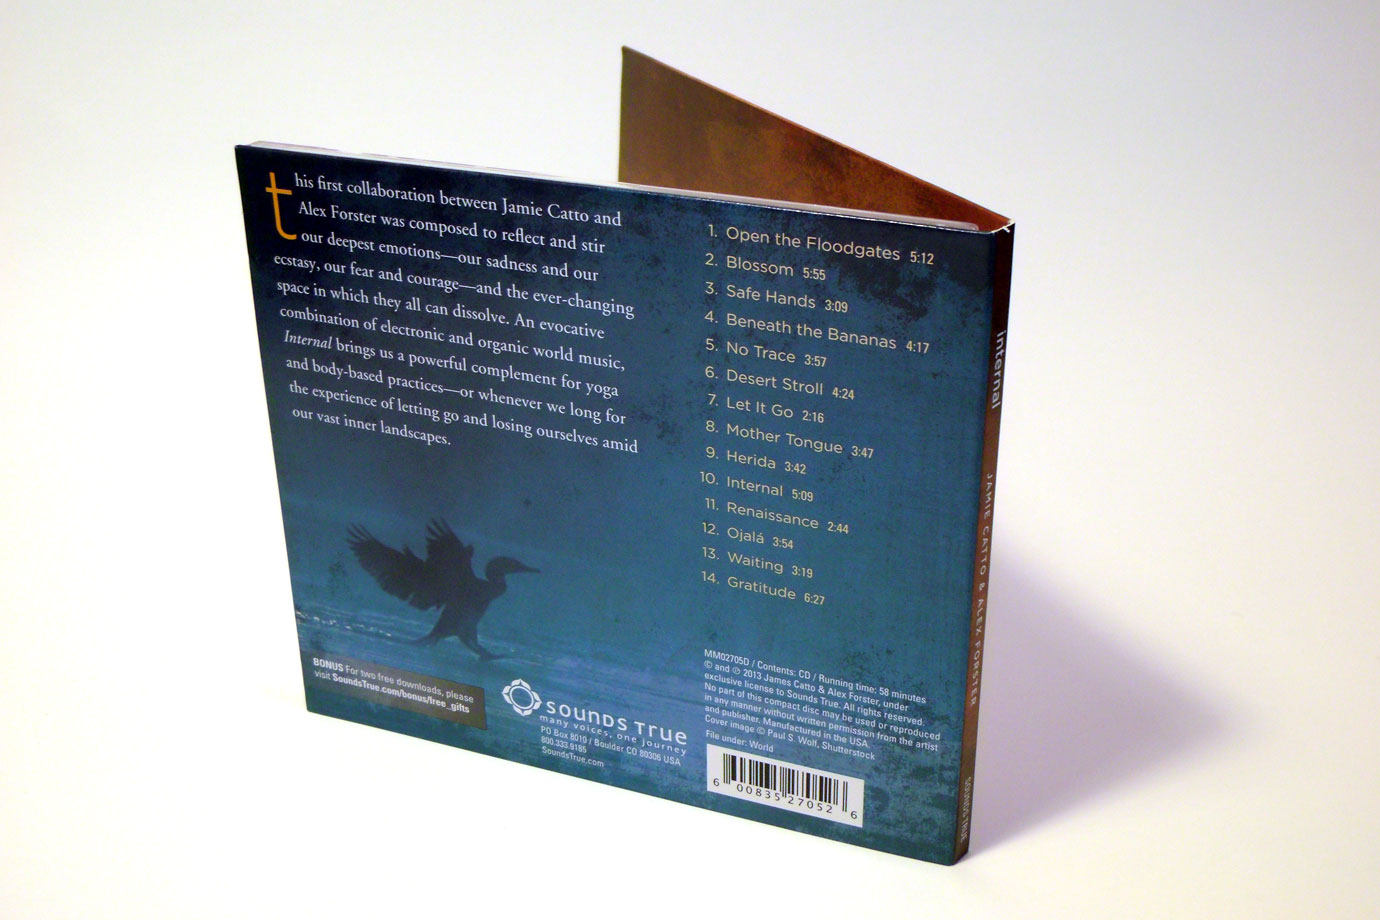 this first collaboration between Jamie Catto and
Alex Forster was composed to reflect and stir
our deepest emotions—our sadness and our
ecstasy, our fear and courage—and the ever-changing
space in which they all can dissolve. An evocative
combination of electronic and organic world music,
Internal brings us a powerful complement for yoga
and body-based practices—or whenever we long for
the experience of letting go and losing ourselves amid
our vast inner landscapes.
BONUS For two free downloads, please
visit SoundsTrue.com/bonus/free_gifts
sounds true
many voices, one journey
PO Box 8010 / Boulder CO 80306 USA
800.333.9185
SoundsTrue.com
1. Open the Floodgates 5:12
2. Blossom 5:55
3. Safe Hands 3:09
4. Beneath the Bananas 4:17
5. No Trace 3:57
6. Desert Stroll 4:24
7. Let It Go 2:16
8. Mother Tongue 3:47
9. Herida 3:42
10. Internal 5:09
11. Renaissance 2:44
12. Ojalá 3:54
13. Waiting 3:19
14. Gratitude 6:27
MM02705D / Contents: CD / Running time: 58 minutes
© and ℗ 2013 James Catto & Alex Forster, under
exclusive license to Sounds True. All rights reserved.
No part of this compact disc may be used or reproduced
in any manner without written permission from the artist
and publisher. Manufactured in the USA.
Cover image © Paul S. Wolf, Shutterstock
File under: World
6 00835 27052 6
internal
JAMIE CATTO & ALEX FORSTER
SOUNDS TRUE